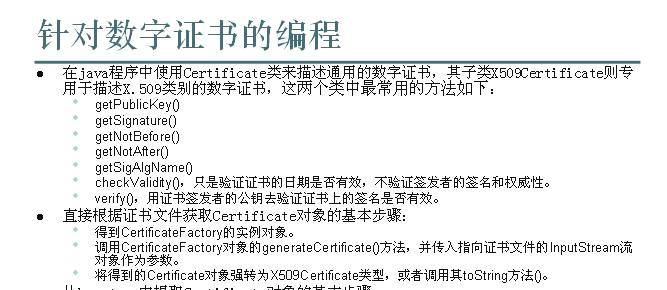 针对数字证书的编程
在java程序中使用Certificate类来描述通用的数字证书，其子类X509Certificate则专
用于描述X.509类别的数字证书，这两个类中最常用的方法如下：
getPublicKey()
getSignature()
getNotBefore()
getNotAfter()
getSigAlgName()
checkValidity()，只是验证证书的日期是否有效，不验证签发者的签名和权威性。
verify()，用证书签发者的公钥去验证证书上的签名是否有效。
直接根据证书文件获取Certificate对象的基本步骤：
得到CertificateFactory的实例对象。
调用CertificateFactory对象的generateCertificate()方法，并传入指向证书文件的InputStream流
对象作为参数。
将得到的Certificate对象强转为X509Certificate类型，或者调用其toString方法()。